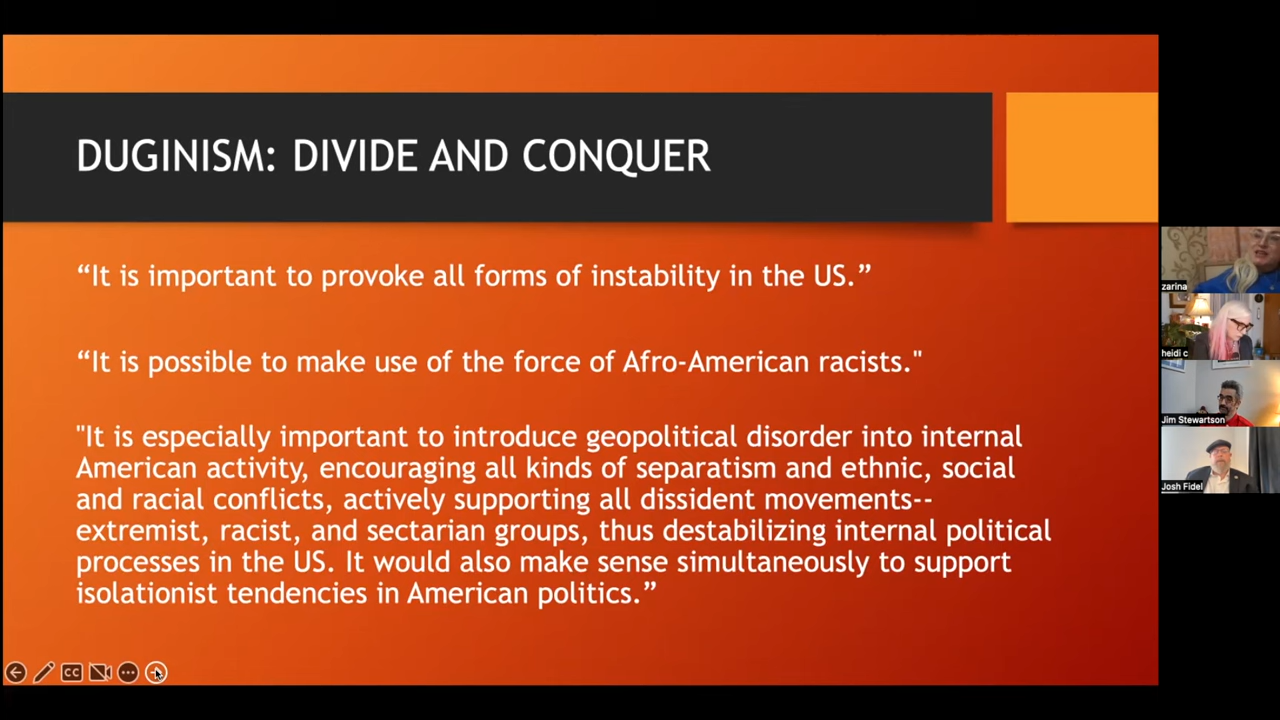 DUGINISM: DIVIDE AND CONQUER
“It is important to provoke all forms of instability in the US.”
“It is possible to make use of the force of Afro-American racists."
"It is especially important to introduce geopolitical disorder into internal
American activity, encouraging all kinds of separatism and ethnic, social
and racial conflicts, actively supporting all dissident movements--
extremist, racist, and sectarian groups, thus destabilizing internal political
processes in the US. It would also make sense simultaneously to support
isolationist tendencies in American politics.”
CC
zarina
heidi c
Jim Stewartson
Josh Fidel